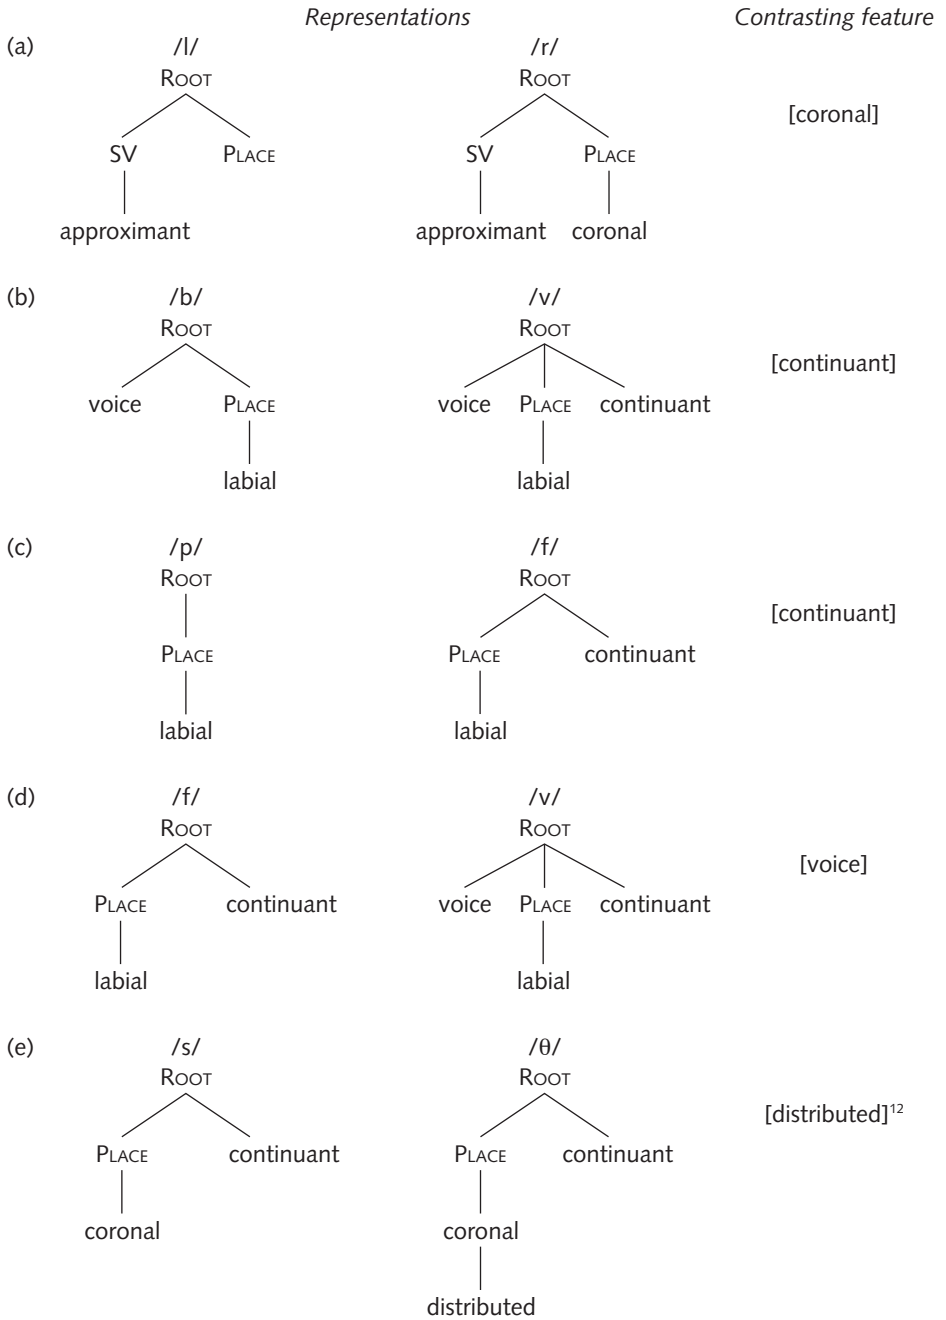 Representations Contrasting feature
(a) /l/ /r/
ROOT ROOT
[coronal]
SV PLACE SV PLACE
approximant approximant coronal
(b) /b/ /v/
ROOT ROOT
[continuant]
voice PLACE voice PLACE continuant
labial labial
(c) /p/ /f/
ROOT ROOT
[continuant]
PLACE PLACE continuant
labial labial
(d) /f/ /v/
ROOT ROOT
[voice]
PLACE continuant voice PLACE continuant
labial labial
(e) /s/ /θ/
ROOT ROOT
[distributed]¹²
PLACE continuant PLACE continuant
coronal coronal
distributed